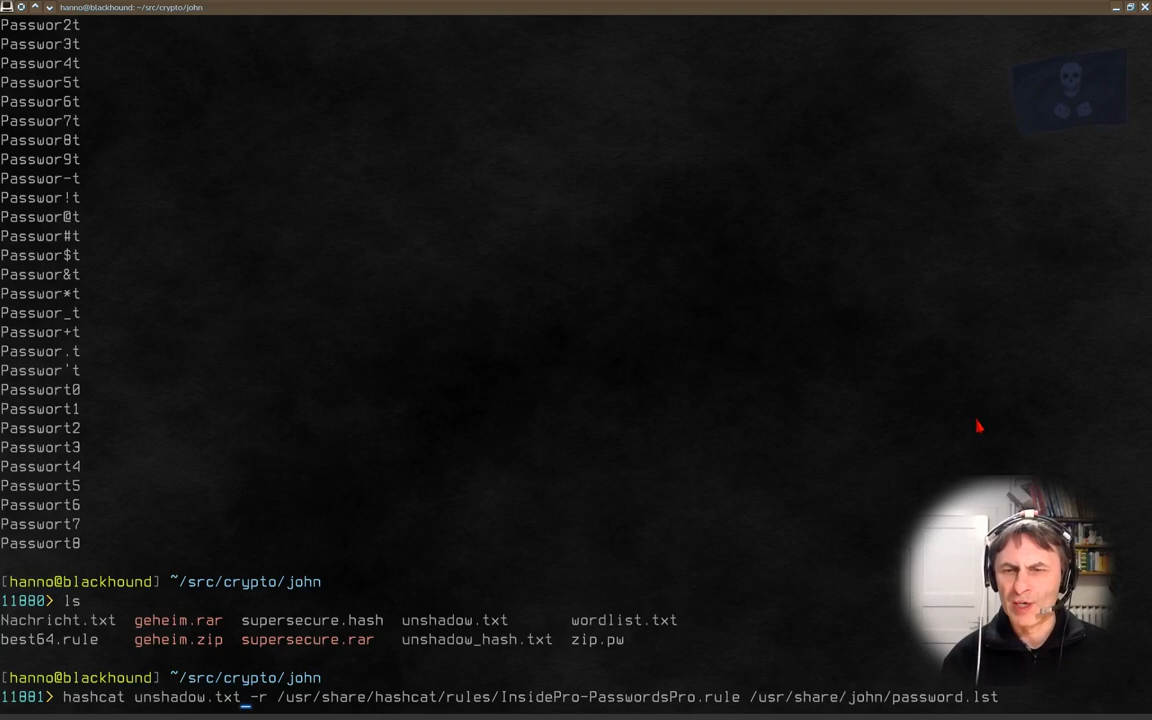 hanno@blackhound: ~/src/crypto/john
Passwor2t
Passwor3t
Passwor4t
Passwor5t
Passwor6t
Passwor7t
Passwor8t
Passwor9t
Passwor-t
Passwor!t
Passwor@t
Passwor#t
Passwor$t
Passwor&t
Passwor*t
Passwor_t
Passwor+t
Passwor.t
Passwor't
Passwort0
Passwort1
Passwort2
Passwort3
Passwort4
Passwort5
Passwort6
Passwort7
Passwort8
[hanno@blackhound] ~/src/crypto/john
11880> ls
Nachricht.txt geheim.rar supersecure.hash unshadow.txt wordlist.txt
best64.rule geheim.zip supersecure.rar unshadow_hash.txt zip.pw
[hanno@blackhound] ~/src/crypto/john
11881> hashcat unshadow.txt -r /usr/share/hashcat/rules/InsidePro-PasswordsPro.rule /usr/share/john/password.lst